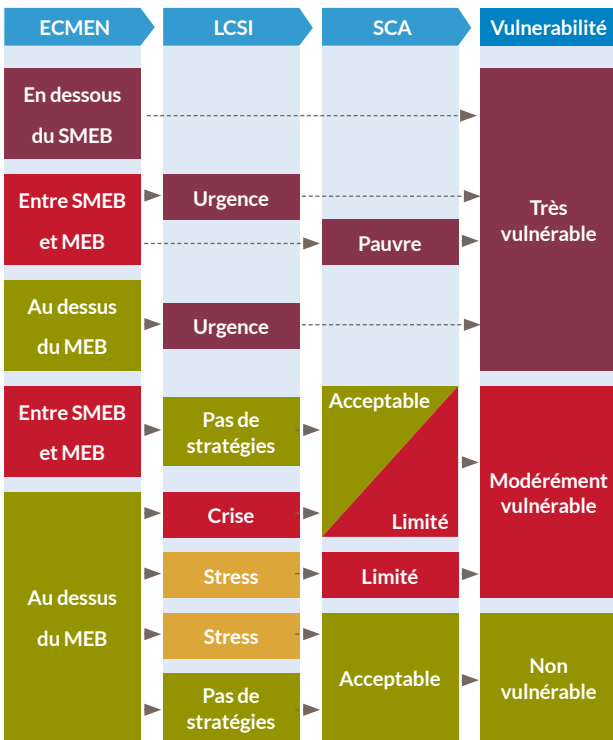 ECMEN
LCSI
SCA
Vulnerabilité
En dessous
du SMEB
Entre SMEB
et MEB
Urgence
Pauvre
Très
vulnérable
Au dessus
du MEB
Urgence
Entre SMEB
et MEB
Pas de
stratégies
Acceptable
Limité
Modérément
vulnérable
Au dessus
du MEB
Crise
Stress
Limité
Stress
Pas de
stratégies
Acceptable
Non
vulnérable